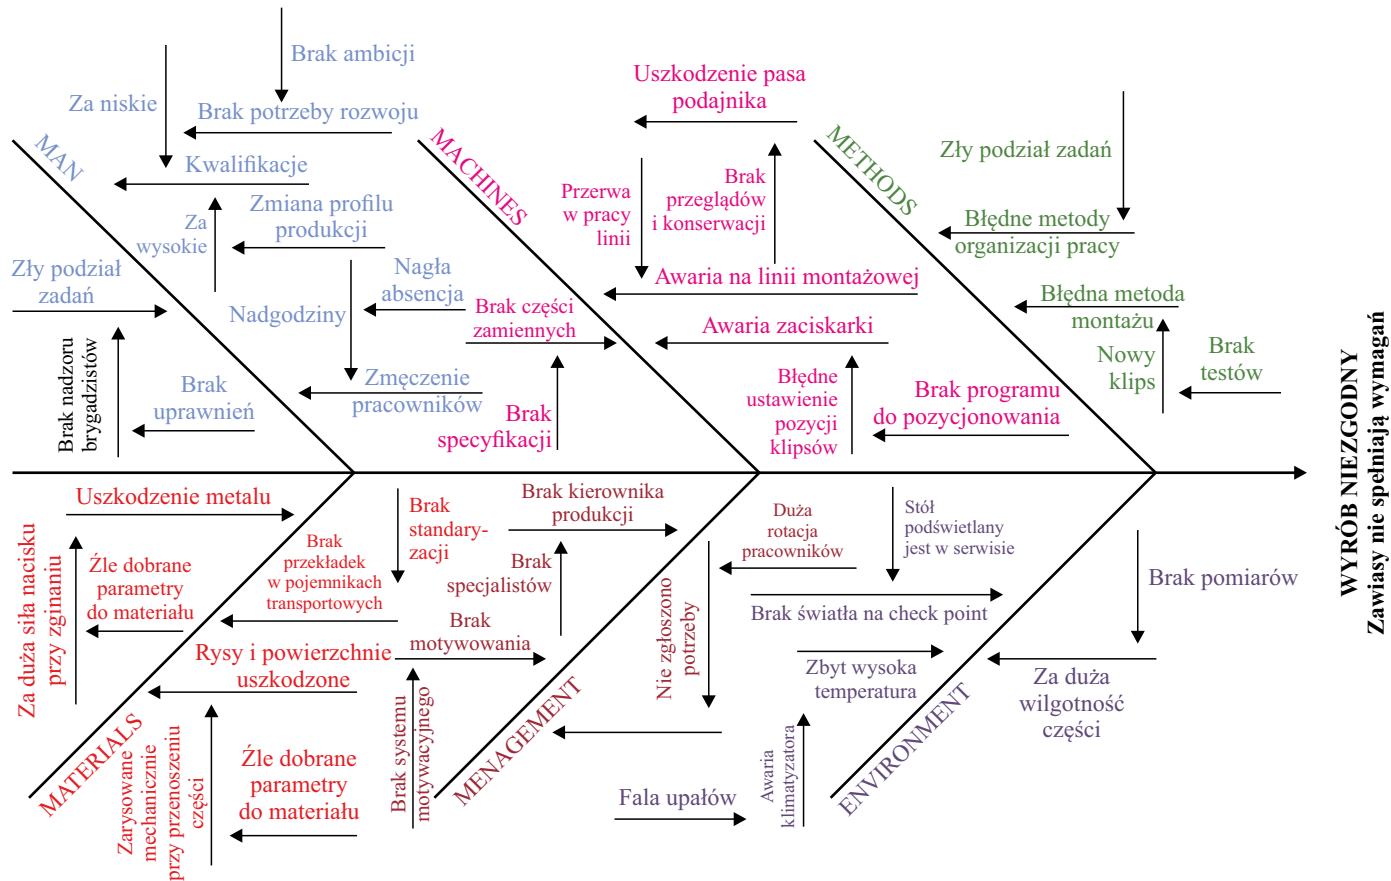 MAN
Brak ambicji
Za niskie
Brak potrzeby rozwoju
Kwalifikacje
Za
wysokie
Zmiana profilu
produkcji
Zły podział
zadań
Nagła
absencja
Nadgodziny
Brak nadzoru
brygadzistów
Brak
uprawnień
Zmęczenie
pracowników
MACHINES
Uszkodzenie pasa
podajnika
Przerwa
w pracy
linii
Brak
przeglądów
i konserwacji
Awaria na linii montażowej
Brak części
zamiennych
Awaria zaciskarki
Brak
specyfikacji
Błędne
ustawienie
pozycji
klipsów
Brak programu
do pozycjonowania
METHODS
Zły podział zadań
Błędne metody
organizacji pracy
Błędna metoda
montażu
Nowy
klips
Brak
testów
WYRÓB NIEZGODNY
Zawiasy nie spełniają wymagań
Uszkodzenie metalu
Za duża siła nacisku
przy zginaniu
Źle dobrane
parametry
do materiału
Brak
przekładek
w pojemnikach
transportowych
Brak
standary-
zacji
Rysy i powierzchnie
uszkodzone
MATERIALS
Zarysowane
mechanicznie
przy przenoszeniu
części
Źle dobrane
parametry
do materiału
Brak kierownika
produkcji
Brak
specjalistów
Brak
motywowania
Brak systemu
motywacyjnego
MENAGEMENT
Nie zgłoszono
potrzeby
Duża
rotacja
pracowników
Stół
podświetlany
jest w serwisie
Brak światła na check point
Zbyt wysoka
temperatura
Fala upałów
Awaria
klimatyzatora
ENVIRONMENT
Brak pomiarów
Za duża
wilgotność
części